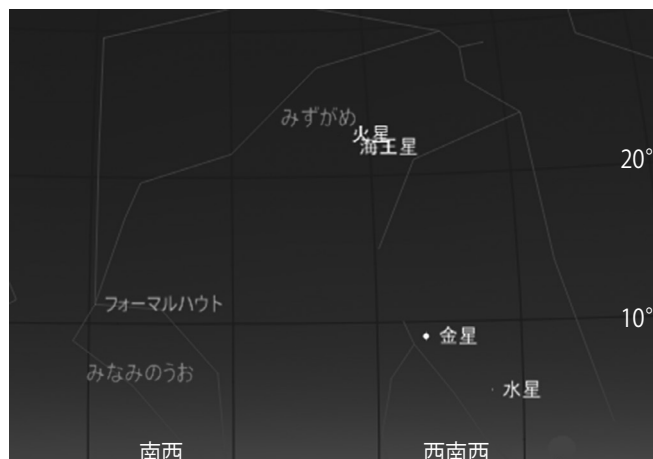 みずがめ
火星
海王星
20°
フォーマルハウト
10°
金星
みなみのうお
水星
南西
西南西